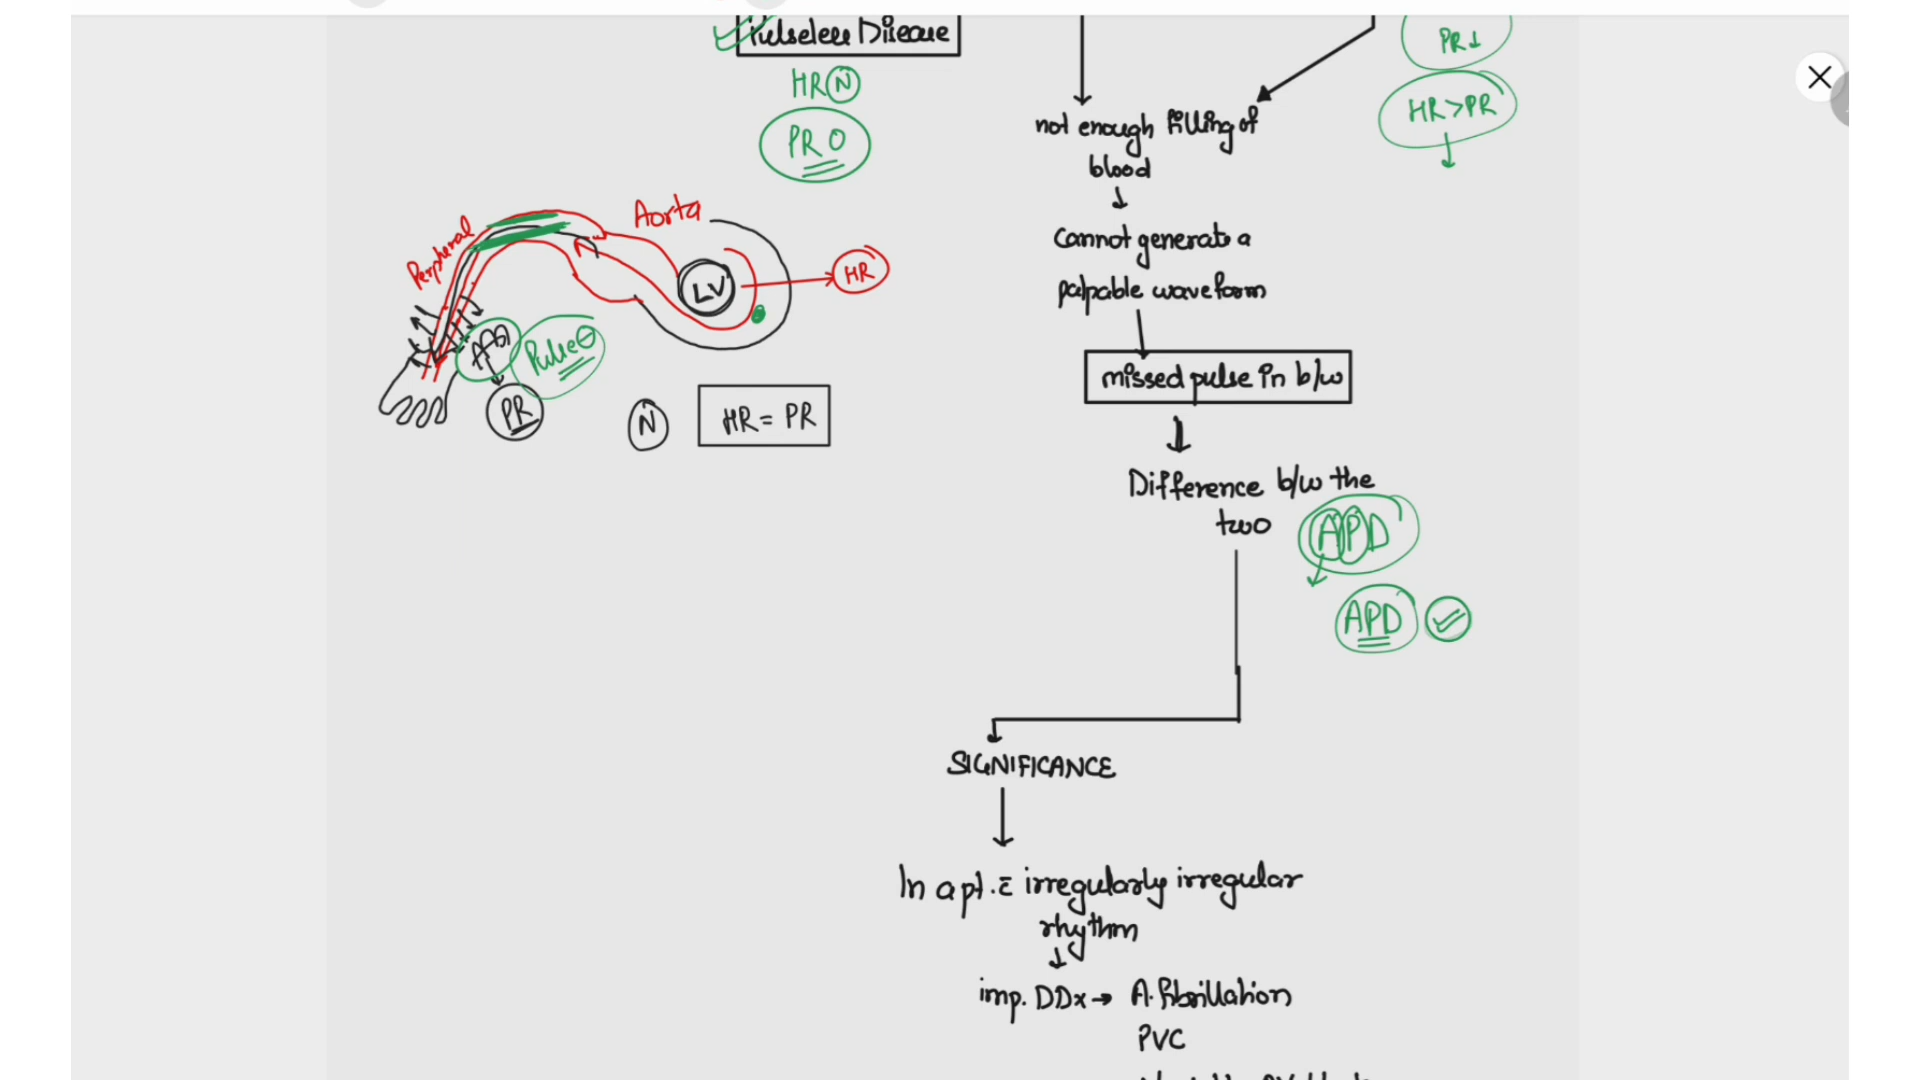 Pulseless Disease
HR N
PR 0
Peripheral
Aorta
LV
HR
Pulse ⊖
PR
N
HR = PR
PR↓
HR>PR
not enough filling of
blood
Cannot generate a
palpable waveform
missed pulse in b/w
Difference b/w the
two
APD
APD
SIGNIFICANCE
In a pt. c̄ irregularly irregular
rhythm
imp. DDx → A. fibrillation
PVC